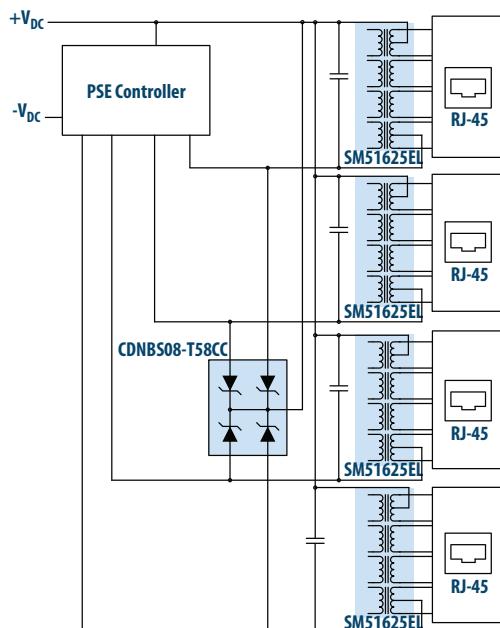 +VDC
PSE Controller
-VDC
RJ-45
SM51625EL
RJ-45
SM51625EL
CDNBS08-T58CC
RJ-45
SM51625EL
RJ-45
SM51625EL